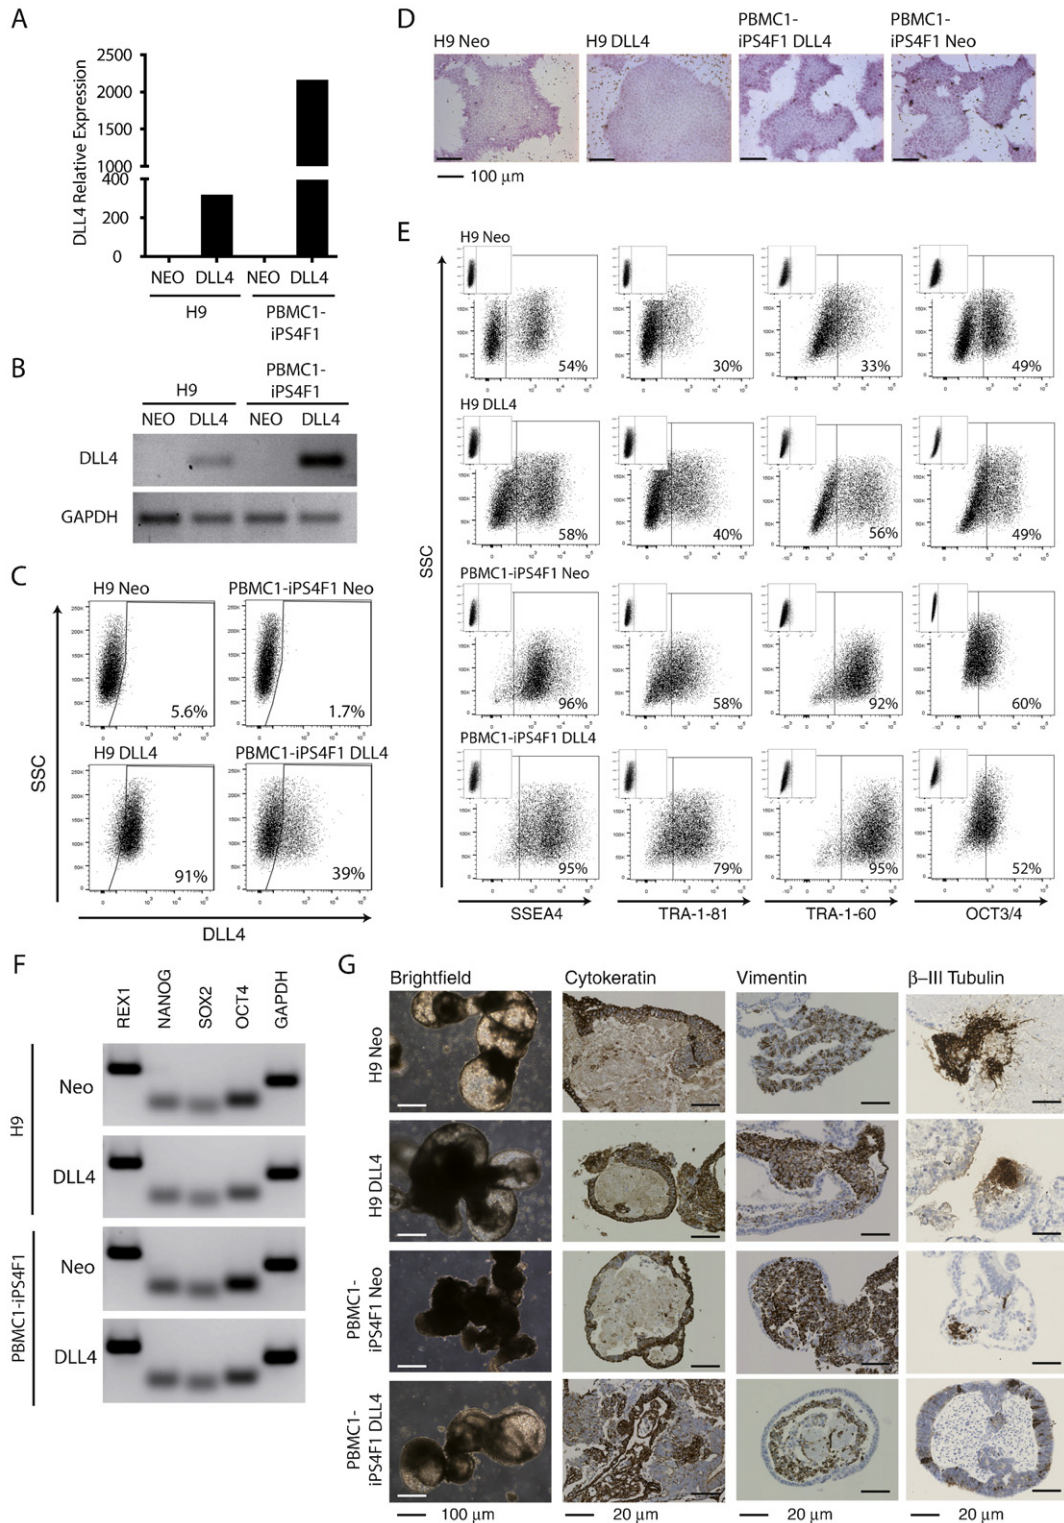 A
DLL4 Relative Expression
2500
2000
1500
1000
400
200
0
NEO DLL4 NEO DLL4
H9 PBMC1-
iPS4F1
B
H9 PBMC1-
iPS4F1
NEO DLL4 NEO DLL4
DLL4
GAPDH
C
H9 Neo PBMC1-iPS4F1 Neo
5.6% 1.7%
H9 DLL4 PBMC1-iPS4F1 DLL4
91% 39%
SSC
DLL4
D
H9 Neo H9 DLL4 PBMC1-
iPS4F1 DLL4 PBMC1-
iPS4F1 Neo
100 μm
E
SSC
H9 Neo
54% 30% 33% 49%
H9 DLL4
58% 40% 56% 49%
PBMC1-iPS4F1 Neo
96% 58% 92% 60%
PBMC1-iPS4F1 DLL4
95% 79% 95% 52%
SSEA4 TRA-1-81 TRA-1-60 OCT3/4
F
REX1 NANOG SOX2 OCT4 GAPDH
H9
Neo
DLL4
PBMC1-iPS4F1
Neo
DLL4
G
Brightfield Cytokeratin Vimentin β–III Tubulin
H9 Neo
H9 DLL4
PBMC1-
iPS4F1 Neo
PBMC1-
iPS4F1 DLL4
100 μm 20 μm 20 μm 20 μm